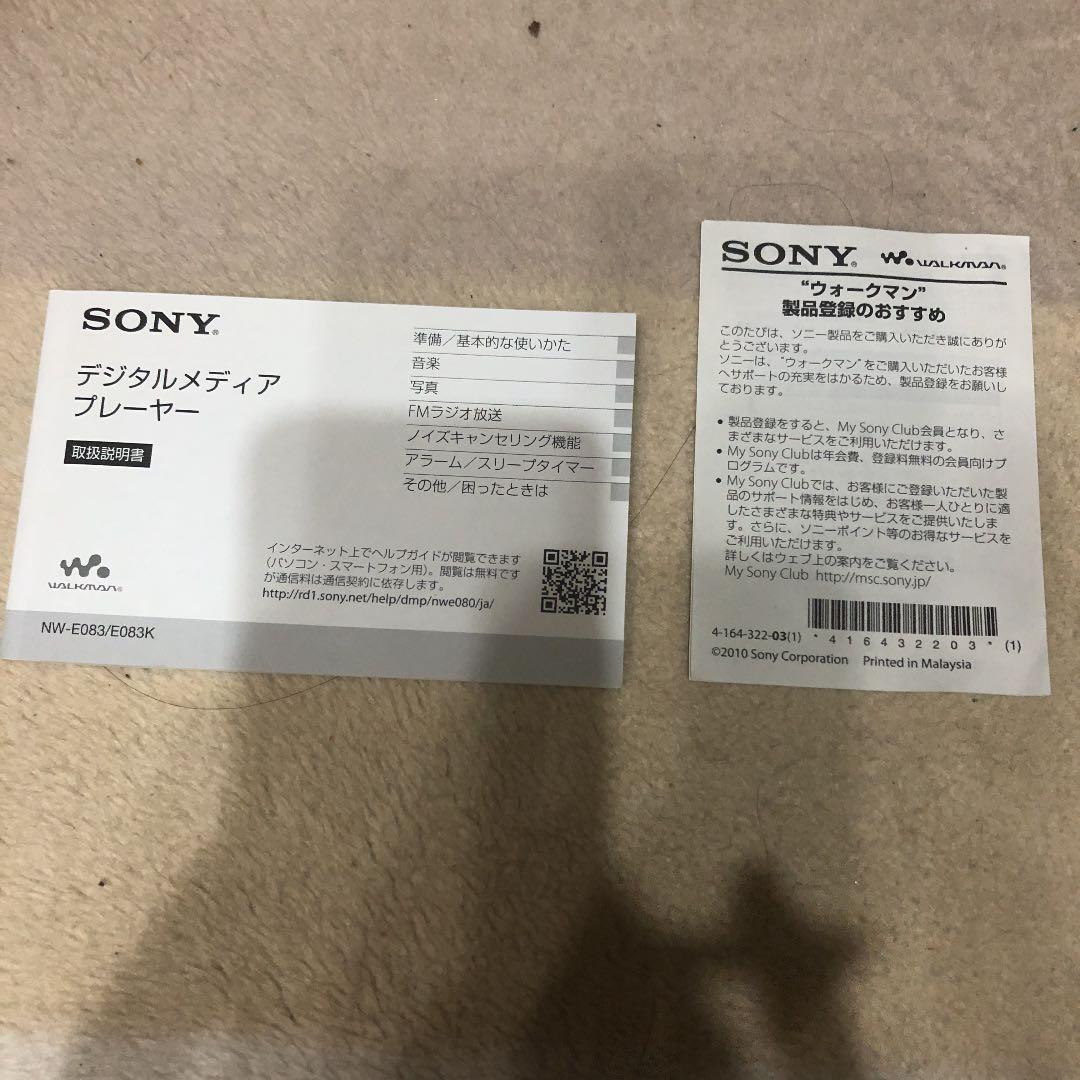 SONY®
デジタルメディア
プレーヤー
取扱説明書
準備／基本的な使いかた
音楽
写真
FMラジオ放送
ノイズキャンセリング機能
アラーム／スリープタイマー
その他／困ったときは
インターネット上でヘルプガイドが閲覧できます
（パソコン・スマートフォン用）。閲覧は無料です
が通信料は通信契約に依存します。
http://rd1.sony.net/help/dmp/nwe080/ja/
WALKMAN®
NW-E083/E083K
SONY® WALKMAN®
“ウォークマン”
製品登録のおすすめ
このたびは、ソニー製品をご購入いただき誠にありが
とうございます。
ソニーは、“ウォークマン”をご購入いただいたお客様
へサポートの充実をはかるため、製品登録をお願いし
ております。
• 製品登録をすると、My Sony Club会員となり、さ
まざまなサービスをご利用いただけます。
• My Sony Clubは年会費、登録料無料の会員向けプ
ログラムです。
• My Sony Clubでは、お客様にご登録いただいた製
品のサポート情報をはじめ、お客様一人ひとりに適
したさまざまな特典やサービスをご提供いたしま
す。さらに、ソニーポイント等のお得なサービスを
ご利用いただけます。
詳しくはウェブ上の案内をご覧ください。
My Sony Club http://msc.sony.jp/
4-164-322-03(1) *416432203* (1)
©2010 Sony Corporation Printed in Malaysia